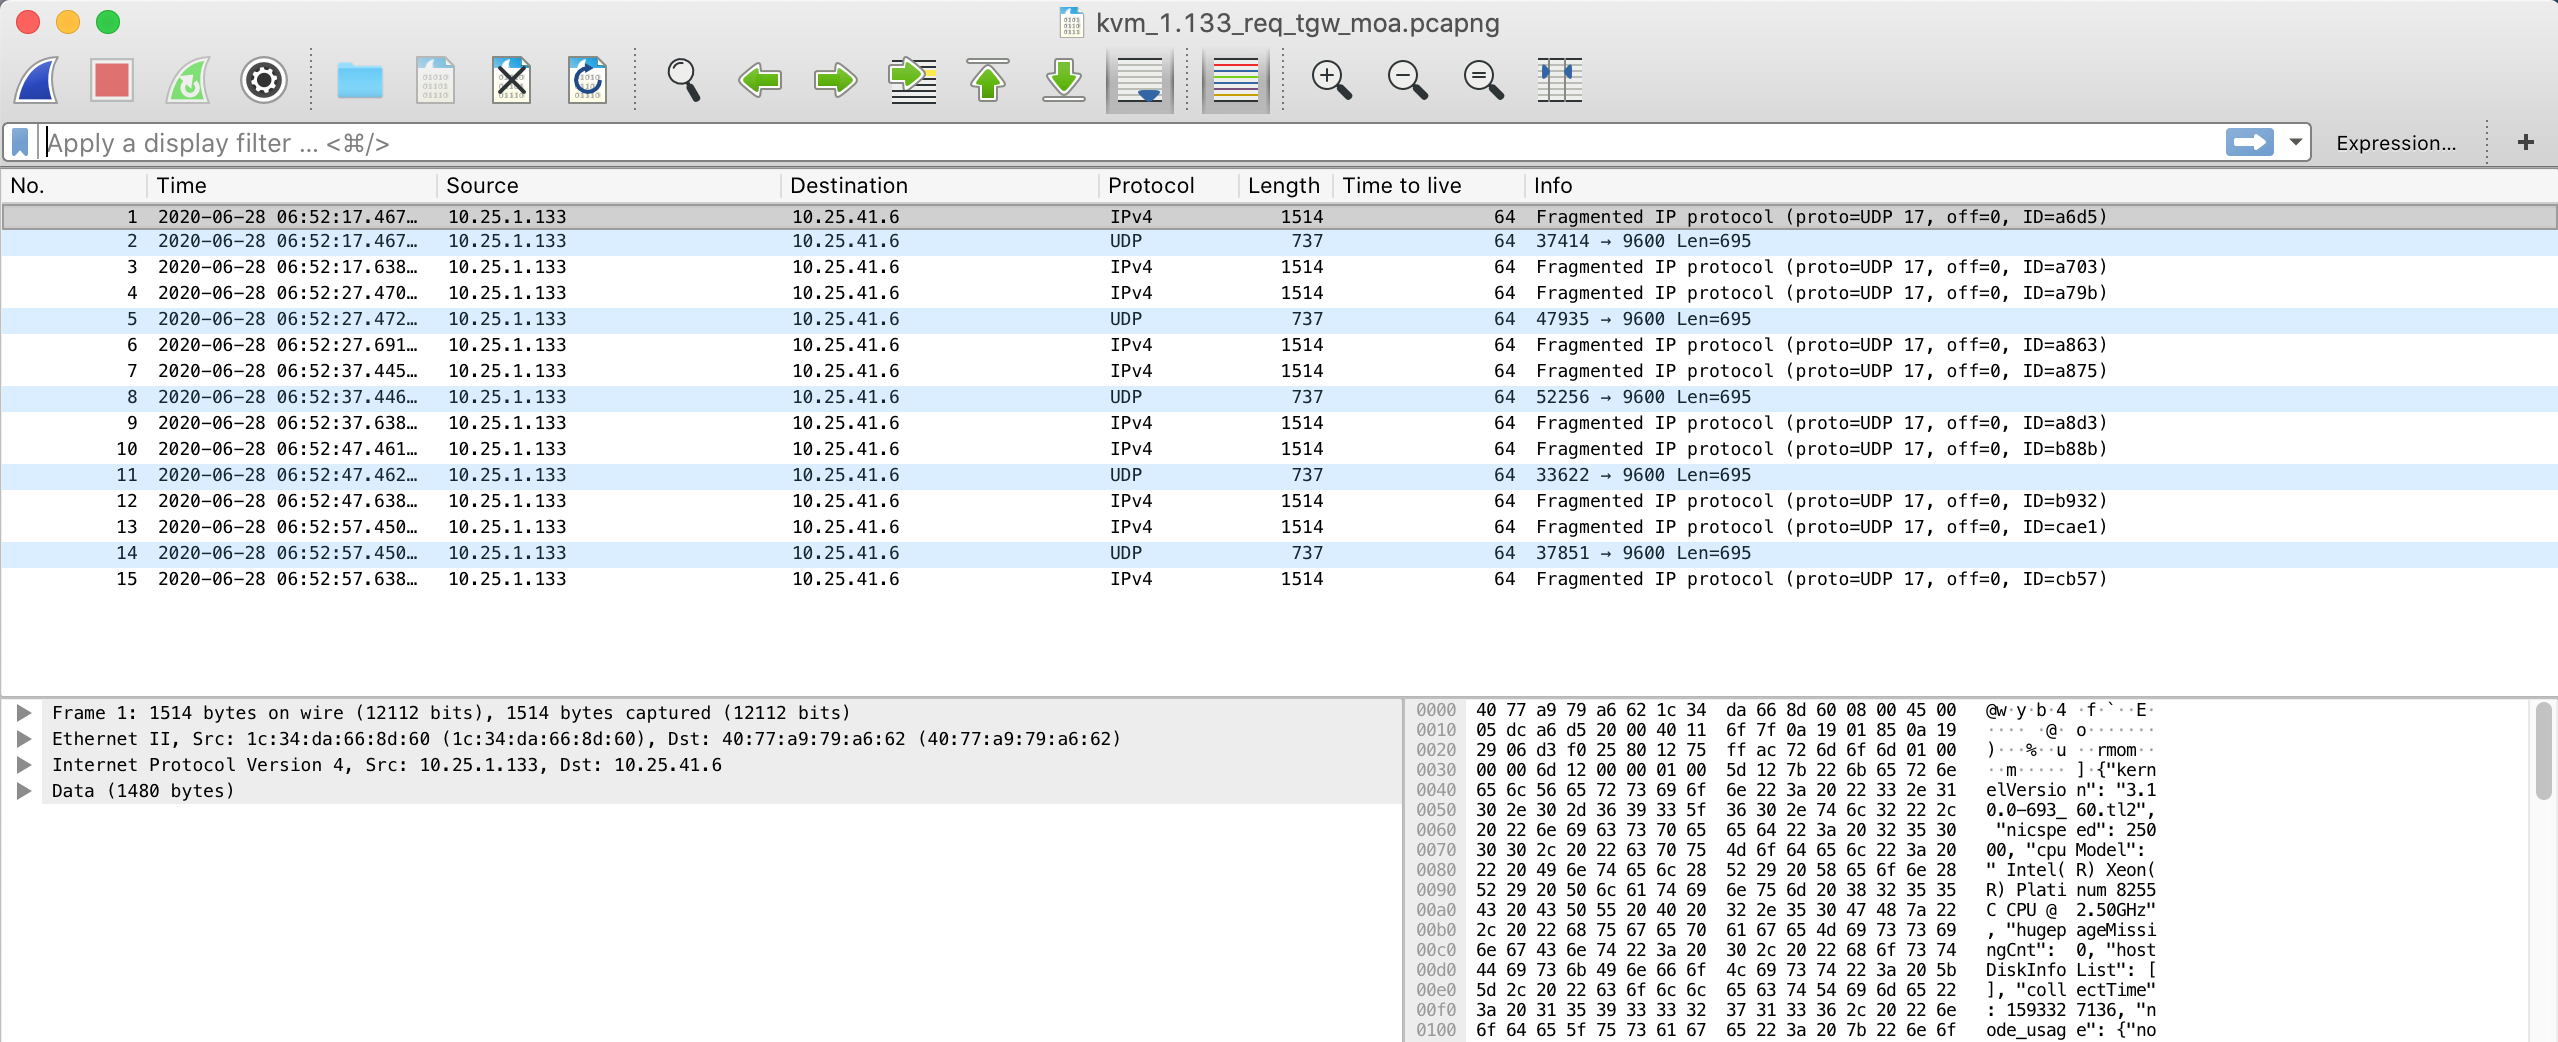 kvm_1.133_req_tgw_moa.pcapng
Apply a display filter ... <⌘/>
Expression...
+
No. Time Source Destination Protocol Length Time to live Info
1 2020-06-28 06:52:17.467… 10.25.1.133 10.25.41.6 IPv4 1514 64 Fragmented IP protocol (proto=UDP 17, off=0, ID=a6d5)
2 2020-06-28 06:52:17.467… 10.25.1.133 10.25.41.6 UDP 737 64 37414 → 9600 Len=695
3 2020-06-28 06:52:17.638… 10.25.1.133 10.25.41.6 IPv4 1514 64 Fragmented IP protocol (proto=UDP 17, off=0, ID=a703)
4 2020-06-28 06:52:27.470… 10.25.1.133 10.25.41.6 IPv4 1514 64 Fragmented IP protocol (proto=UDP 17, off=0, ID=a79b)
5 2020-06-28 06:52:27.472… 10.25.1.133 10.25.41.6 UDP 737 64 47935 → 9600 Len=695
6 2020-06-28 06:52:27.691… 10.25.1.133 10.25.41.6 IPv4 1514 64 Fragmented IP protocol (proto=UDP 17, off=0, ID=a863)
7 2020-06-28 06:52:37.445… 10.25.1.133 10.25.41.6 IPv4 1514 64 Fragmented IP protocol (proto=UDP 17, off=0, ID=a875)
8 2020-06-28 06:52:37.446… 10.25.1.133 10.25.41.6 UDP 737 64 52256 → 9600 Len=695
9 2020-06-28 06:52:37.638… 10.25.1.133 10.25.41.6 IPv4 1514 64 Fragmented IP protocol (proto=UDP 17, off=0, ID=a8d3)
10 2020-06-28 06:52:47.461… 10.25.1.133 10.25.41.6 IPv4 1514 64 Fragmented IP protocol (proto=UDP 17, off=0, ID=b88b)
11 2020-06-28 06:52:47.462… 10.25.1.133 10.25.41.6 UDP 737 64 33622 → 9600 Len=695
12 2020-06-28 06:52:47.638… 10.25.1.133 10.25.41.6 IPv4 1514 64 Fragmented IP protocol (proto=UDP 17, off=0, ID=b932)
13 2020-06-28 06:52:57.450… 10.25.1.133 10.25.41.6 IPv4 1514 64 Fragmented IP protocol (proto=UDP 17, off=0, ID=cae1)
14 2020-06-28 06:52:57.450… 10.25.1.133 10.25.41.6 UDP 737 64 37851 → 9600 Len=695
15 2020-06-28 06:52:57.638… 10.25.1.133 10.25.41.6 IPv4 1514 64 Fragmented IP protocol (proto=UDP 17, off=0, ID=cb57)
Frame 1: 1514 bytes on wire (12112 bits), 1514 bytes captured (12112 bits)
Ethernet II, Src: 1c:34:da:66:8d:60 (1c:34:da:66:8d:60), Dst: 40:77:a9:79:a6:62 (40:77:a9:79:a6:62)
Internet Protocol Version 4, Src: 10.25.1.133, Dst: 10.25.41.6
Data (1480 bytes)
0000 40 77 a9 79 a6 62 1c 34 da 66 8d 60 08 00 45 00 @w·y·b·4 ·f·`··E·
0010 05 dc a6 d5 20 00 40 11 6f 7f 0a 19 01 85 0a 19 ···· ·@· o·······
0020 29 06 d3 f0 25 80 12 75 ff ac 72 6d 6f 6d 01 00 )···%··u ··rmom··
0030 00 00 6d 12 00 00 01 00 5d 12 7b 22 6b 65 72 6e ··m····· ]·{"kern
0040 65 6c 56 65 72 73 69 6f 6e 22 3a 20 22 33 2e 31 elVersio n": "3.1
0050 30 2e 30 2d 36 39 33 5f 36 30 2e 74 6c 32 22 2c 0.0-693_ 60.tl2",
0060 20 22 6e 69 63 73 70 65 65 64 22 3a 20 32 35 30 "nicspe ed": 250
0070 30 30 2c 20 22 63 70 75 4d 6f 64 65 6c 22 3a 20 00, "cpu Model":
0080 22 20 49 6e 74 65 6c 28 52 29 20 58 65 6f 6e 28 " Intel( R) Xeon(
0090 52 29 20 50 6c 61 74 69 6e 75 6d 20 38 32 35 35 R) Plati num 8255
00a0 43 20 43 50 55 20 40 20 32 2e 35 30 47 48 7a 22 C CPU @ 2.50GHz"
00b0 2c 20 22 68 75 67 65 70 61 67 65 4d 69 73 73 69 , "hugep ageMissi
00c0 6e 67 43 6e 74 22 3a 20 30 2c 20 22 68 6f 73 74 ngCnt": 0, "host
00d0 44 69 73 6b 49 6e 66 6f 4c 69 73 74 22 3a 20 5b DiskInfo List": [
00e0 5d 2c 20 22 63 6f 6c 6c 65 63 74 54 69 6d 65 22 ], "coll ectTime"
00f0 3a 20 31 35 39 33 33 32 37 31 33 36 2c 20 22 6e : 159332 7136, "n
0100 6f 64 65 5f 75 73 61 67 65 22 3a 20 7b 22 6e 6f ode_usag e": {"no